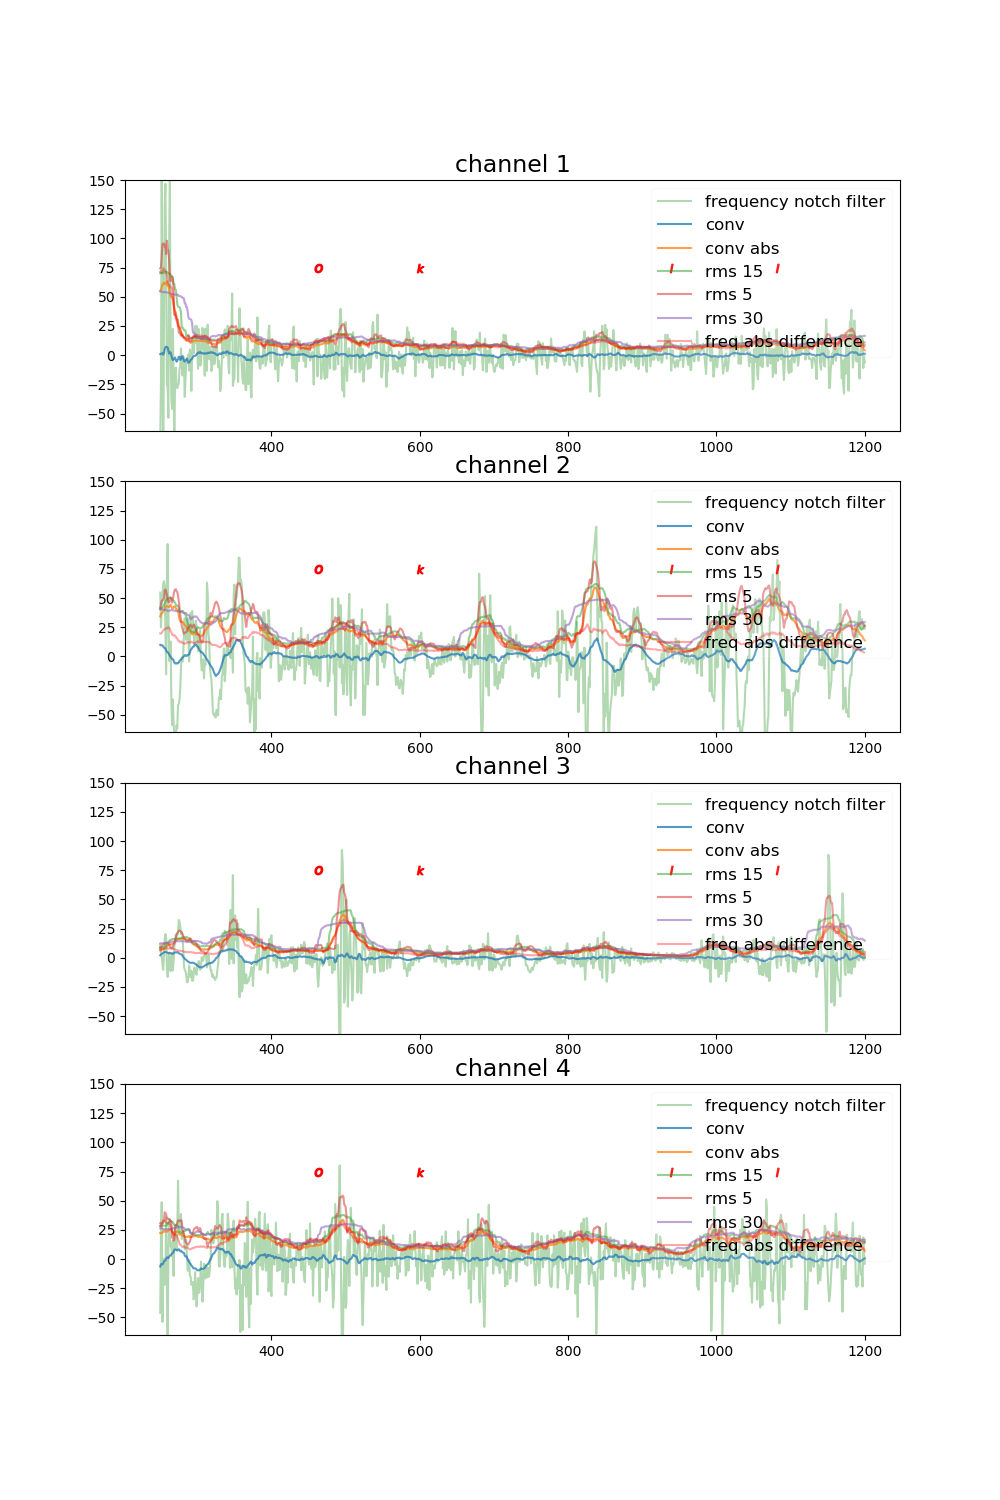 channel 1
150
125
100
75
50
25
0
−25
−50
o k l l
frequency notch filter
conv
conv abs
rms 15
rms 5
rms 30
freq abs difference
400 600 800 1000 1200
channel 2
150
125
100
75
50
25
0
−25
−50
o k l l
frequency notch filter
conv
conv abs
rms 15
rms 5
rms 30
freq abs difference
400 600 800 1000 1200
channel 3
150
125
100
75
50
25
0
−25
−50
o k l l
frequency notch filter
conv
conv abs
rms 15
rms 5
rms 30
freq abs difference
400 600 800 1000 1200
channel 4
150
125
100
75
50
25
0
−25
−50
o k l l
frequency notch filter
conv
conv abs
rms 15
rms 5
rms 30
freq abs difference
400 600 800 1000 1200